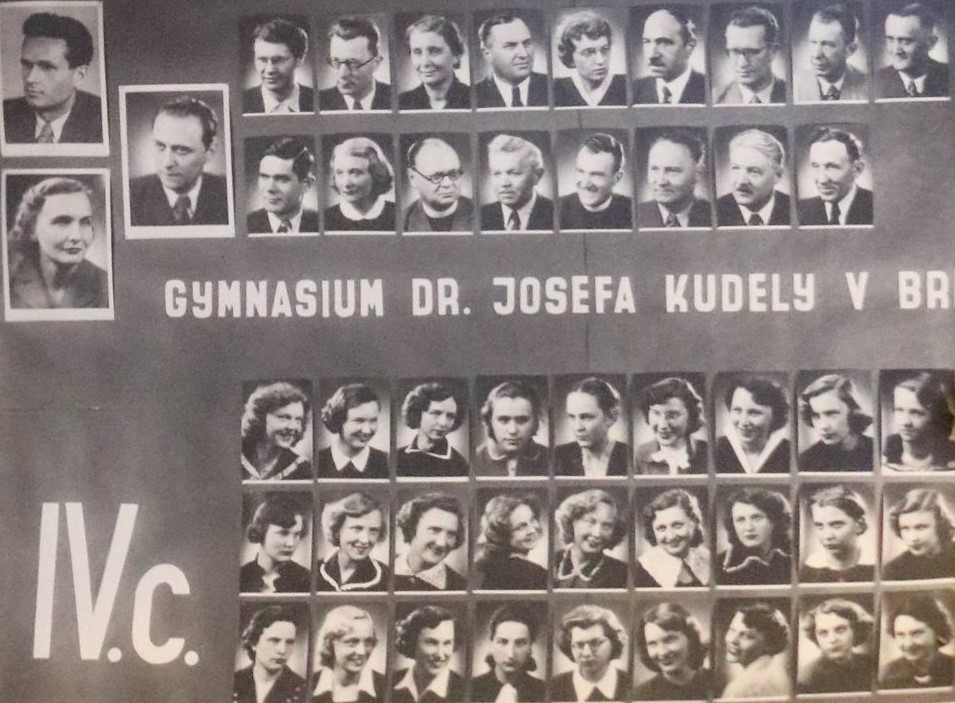 GYMNASIUM DR. JOSEFA KUDELY V BR
IV.c.